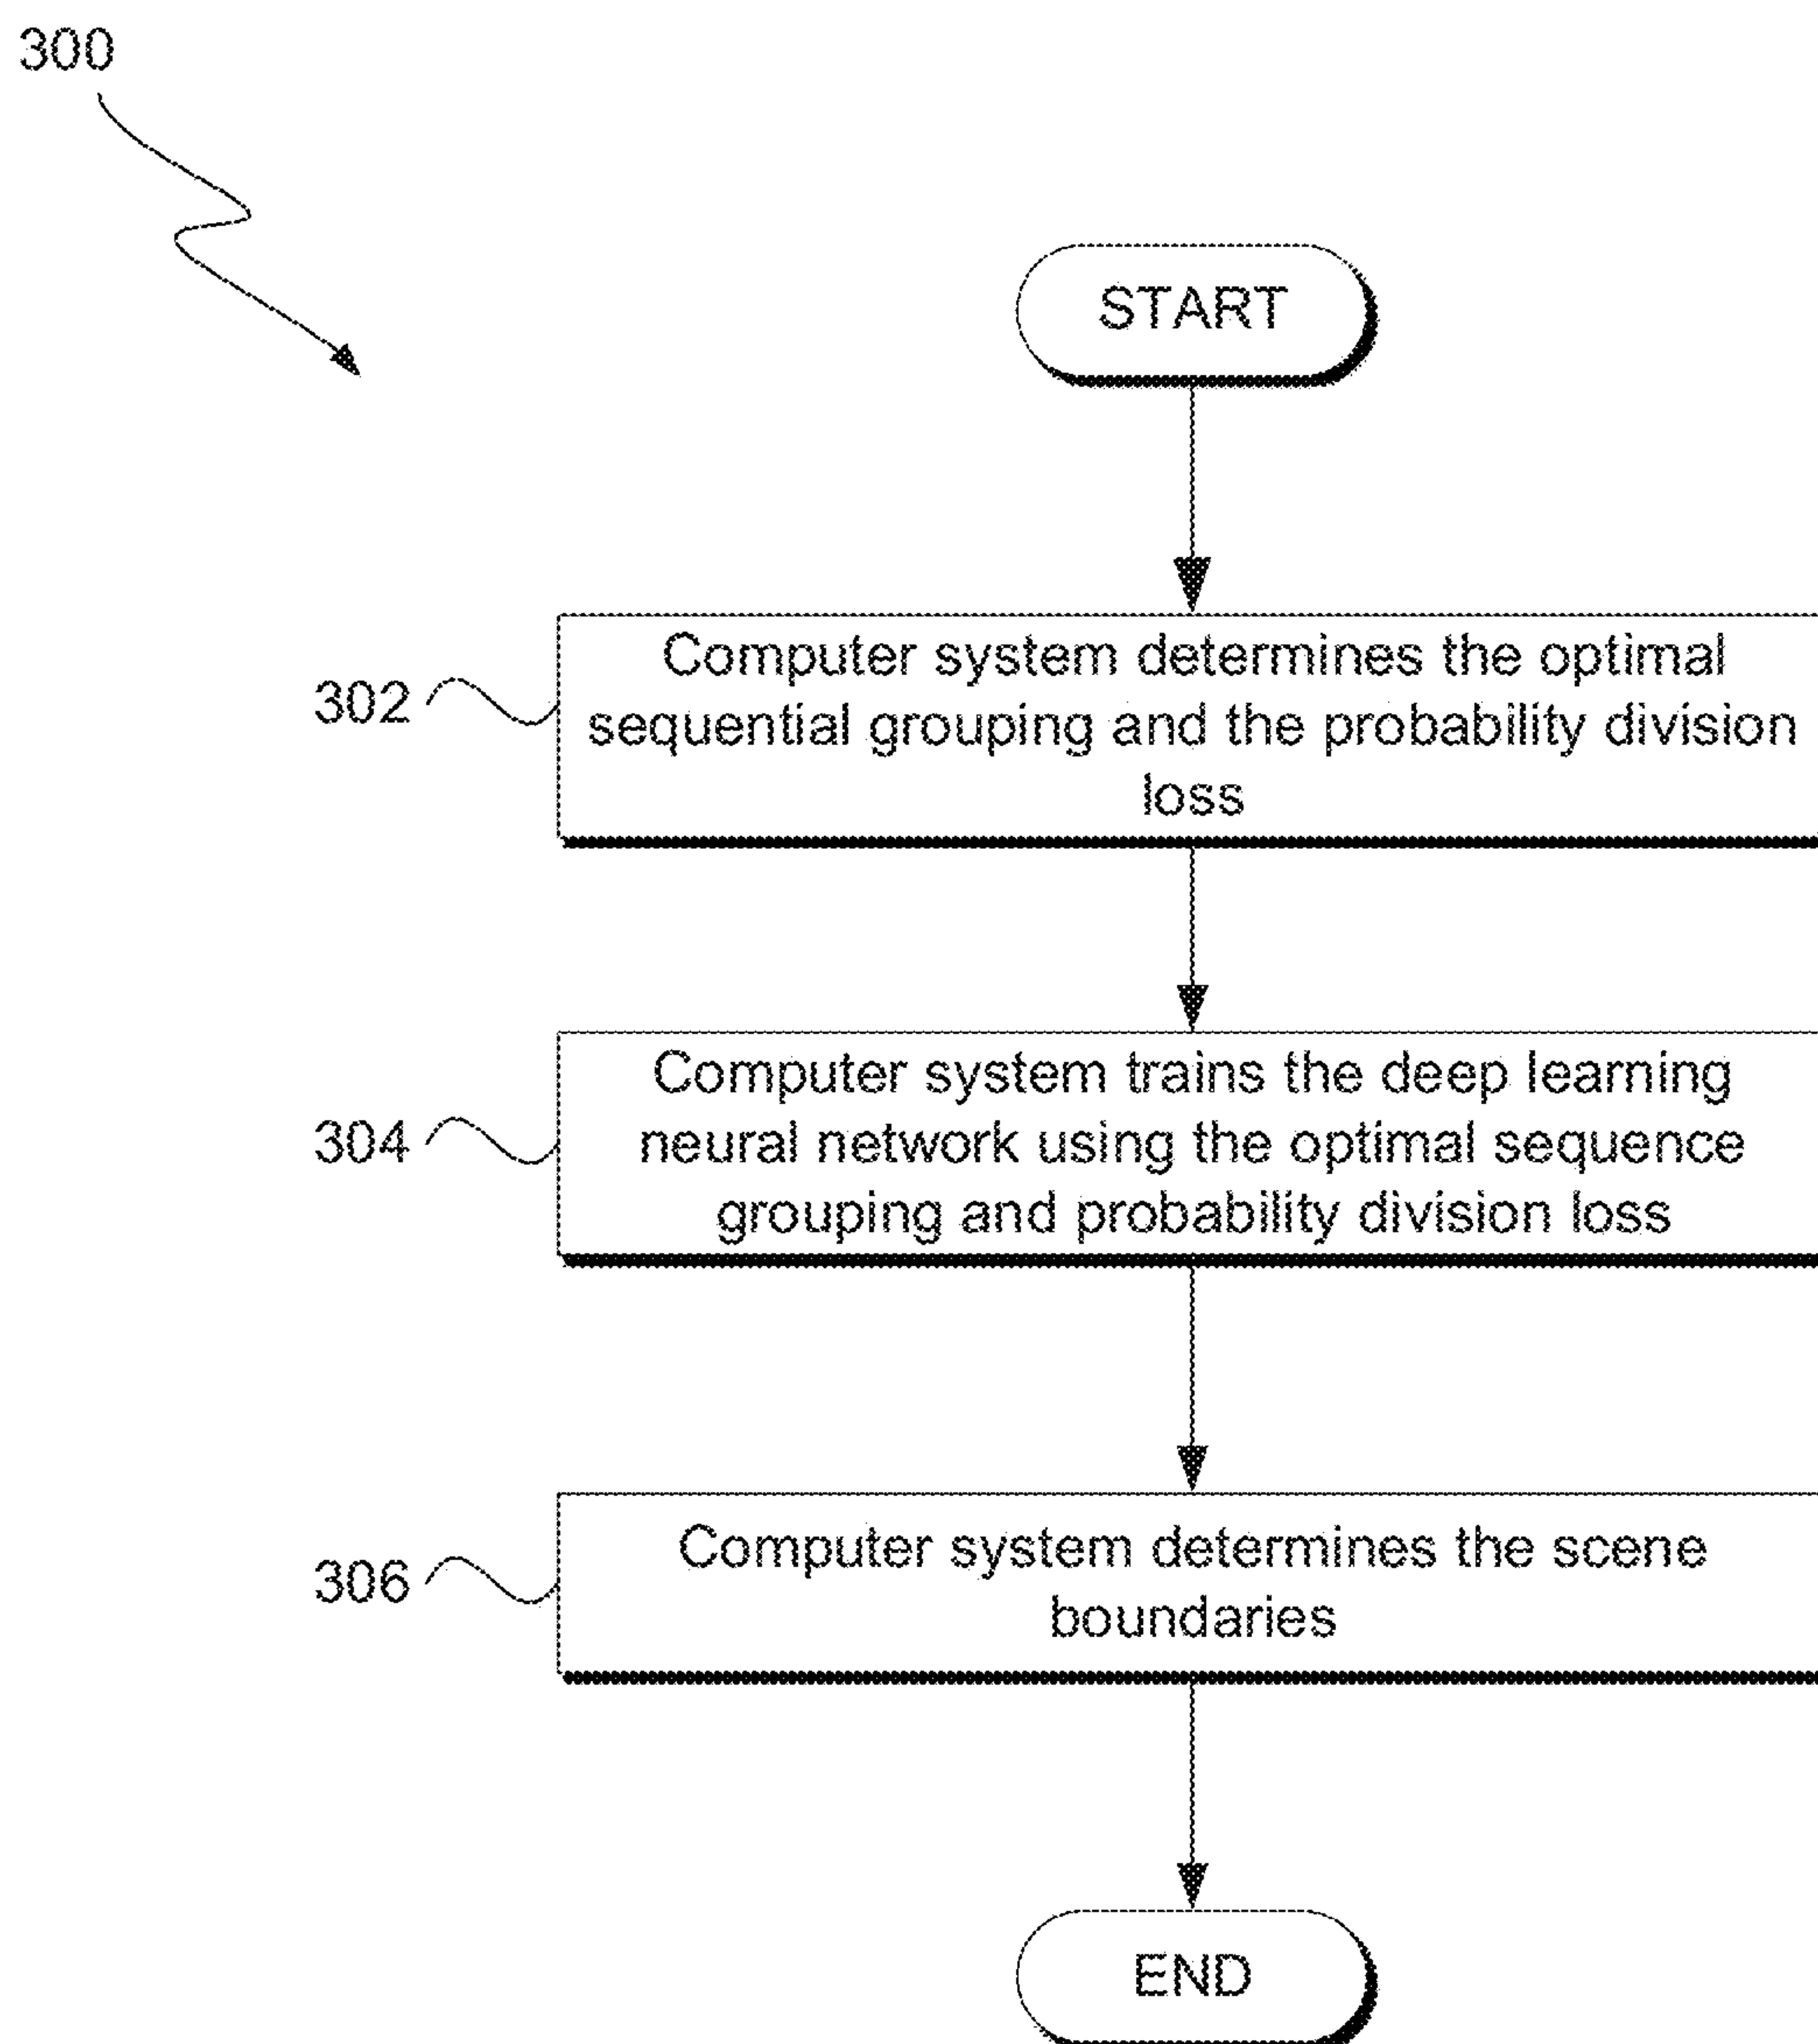 300
START
302
Computer system determines the optimal
sequential grouping and the probability division
loss
304
Computer system trains the deep learning
neural network using the optimal sequence
grouping and probability division loss
306
Computer system determines the scene
boundaries
END